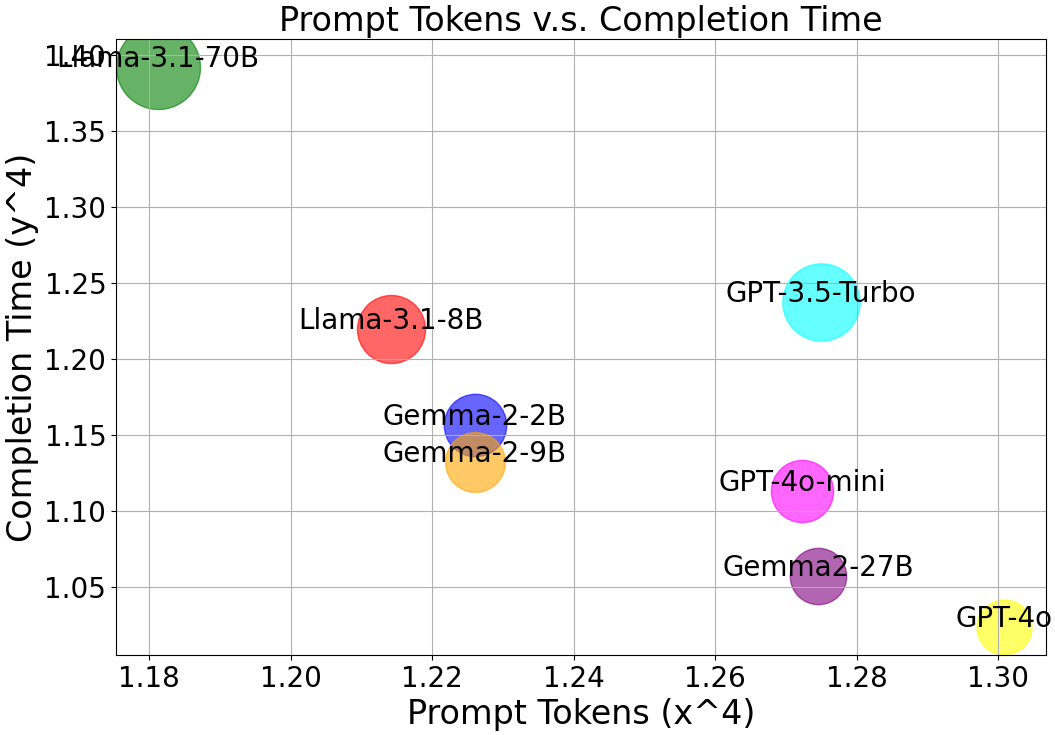 Prompt Tokens v.s. Completion Time
1.40
Llama-3.1-70B
1.35
1.30
1.25
GPT-3.5-Turbo
Llama-3.1-8B
1.20
Gemma-2-2B
1.15
Gemma-2-9B
GPT-4o-mini
1.10
Gemma2-27B
1.05
GPT-4o
Completion Time (y^4)
1.18 1.20 1.22 1.24 1.26 1.28 1.30
Prompt Tokens (x^4)